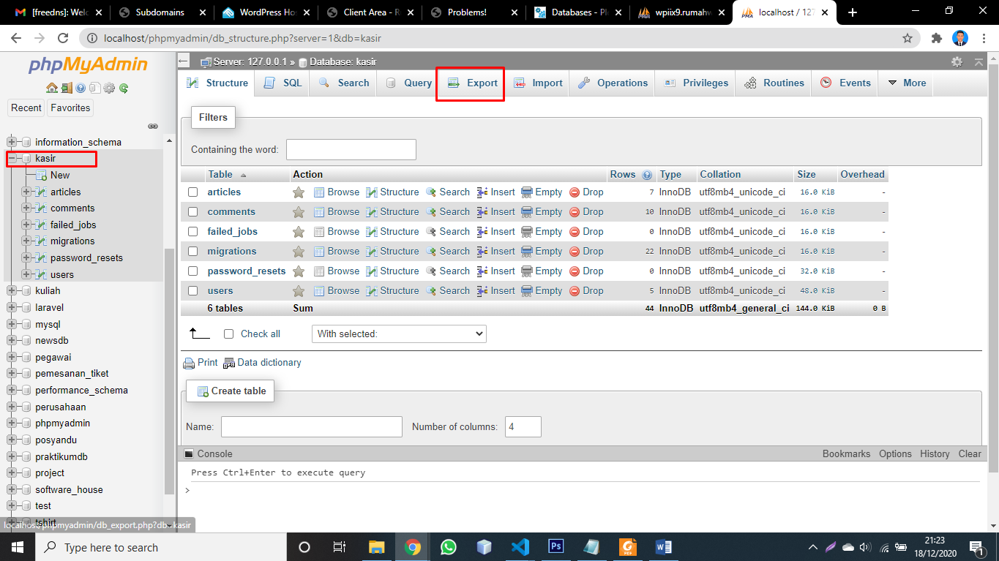 [freedns]: Welc
Subdomains
WordPress Ho
Client Area - R
Problems!
Databases - Pl
wpiix9.rumahw
localhost / 127
localhost/phpmyadmin/db_structure.php?server=1&db=kasir
phpMyAdmin
Recent
Favorites
information_schema
kasir
New
articles
comments
failed_jobs
migrations
password_resets
users
kuliah
laravel
mysql
newsdb
pegawai
pemesanan_tiket
performance_schema
perusahaan
phpmyadmin
posyandu
praktikumdb
project
software_house
test
tshirt
localhost/phpmyadmin/db_export.php?db=kasir
Server: 127.0.0.1 » Database: kasir
Structure SQL Search Query Export Import Operations Privileges Routines Events More
Filters
Containing the word:
Table Action Rows Type Collation Size Overhead
articles Browse Structure Search Insert Empty Drop 7 InnoDB utf8mb4_unicode_ci 16.0 KiB -
comments Browse Structure Search Insert Empty Drop 10 InnoDB utf8mb4_unicode_ci 16.0 KiB -
failed_jobs Browse Structure Search Insert Empty Drop 0 InnoDB utf8mb4_unicode_ci 16.0 KiB -
migrations Browse Structure Search Insert Empty Drop 22 InnoDB utf8mb4_unicode_ci 16.0 KiB -
password_resets Browse Structure Search Insert Empty Drop 0 InnoDB utf8mb4_unicode_ci 32.0 KiB -
users Browse Structure Search Insert Empty Drop 5 InnoDB utf8mb4_unicode_ci 48.0 KiB -
6 tables Sum 44 InnoDB utf8mb4_general_ci 144.0 KiB 0 B
Check all
With selected:
Print Data dictionary
Create table
Name:
Number of columns: 4
Console Bookmarks Options History Clear
Press Ctrl+Enter to execute query
>
Type here to search
Ps
PDF
W
21:23
18/12/2020
1